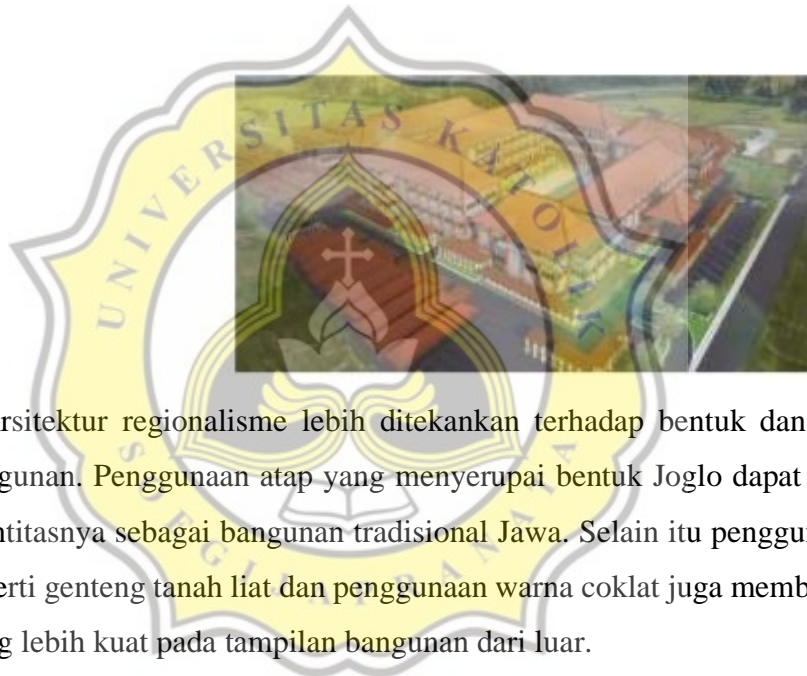 UNIVERSITAS KATOLIK
arsitektur regionalisme lebih ditekankan terhadap bentuk dan
gunan. Penggunaan atap yang menyerupai bentuk Joglo dapat
ntitasnya sebagai bangunan tradisional Jawa. Selain itu penggu
erti genteng tanah liat dan penggunaan warna coklat juga memb
g lebih kuat pada tampilan bangunan dari luar.
SOEGIJAPRANATA